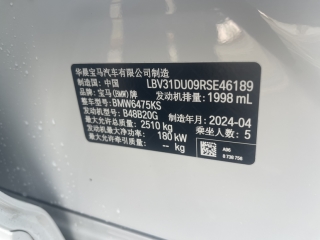 华晨宝马汽车有限公司制造
制造国: 中国 LBV31DU09RSE46189
品牌: 宝马(BMW)牌 发动机排量: 1998 mL
整车型号: BMW6475KS
发动机型号: B48B20G
最大允许总质量: 2510 kg 制造年月: 2024-04
发动机最大净功率: 180 kW 乘坐人数: 5
最大允许牵引质量: -- kg